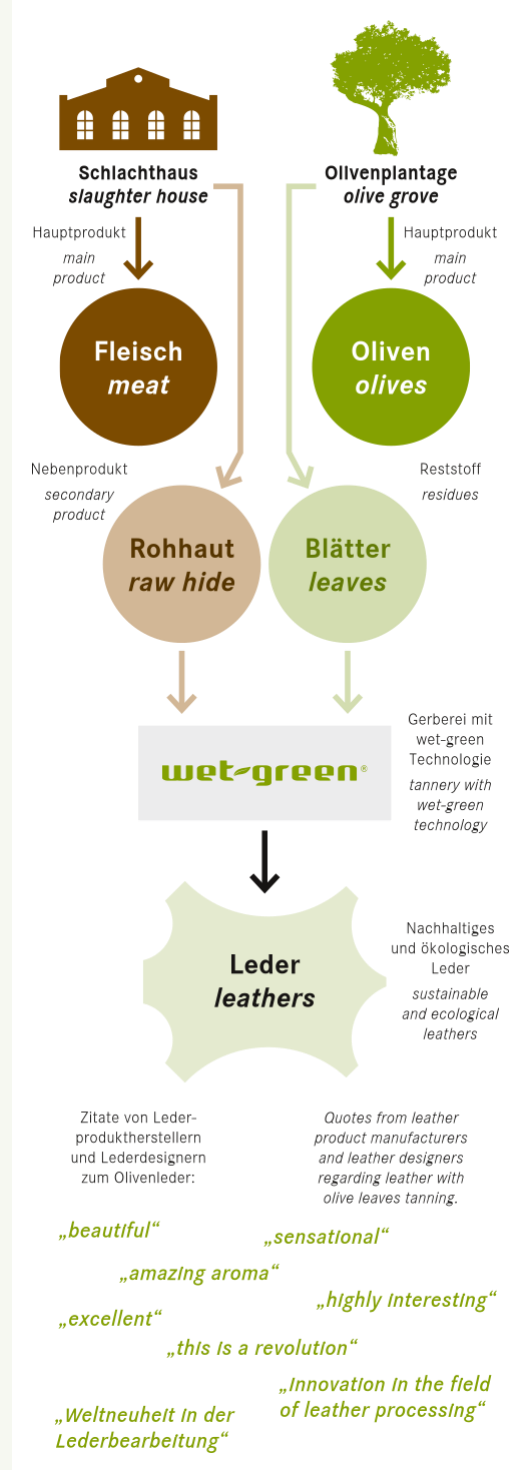 Schlachthaus
slaughter house
Olivenplantage
olive grove
Hauptprodukt
main
product
Hauptprodukt
main
product
Fleisch
meat
Oliven
olives
Nebenprodukt
secondary
product
Reststoff
residues
Rohhaut
raw hide
Blätter
leaves
wet-green®
Gerberei mit
wet-green
Technologie
tannery with
wet-green
technology
Leder
leathers
Nachhaltiges
und ökologisches
Leder
sustainable
and ecological
leathers
Zitate von Leder-
produktherstellern
und Lederdesignern
zum Olivenleder:
Quotes from leather
product manufacturers
and leather designers
regarding leather with
olive leaves tanning.
„beautiful“
„sensational“
„amazing aroma“
„highly interesting“
„excellent“
„this is a revolution“
„Innovation in the field
of leather processing“
„Weltneuheit in der
Lederbearbeitung“